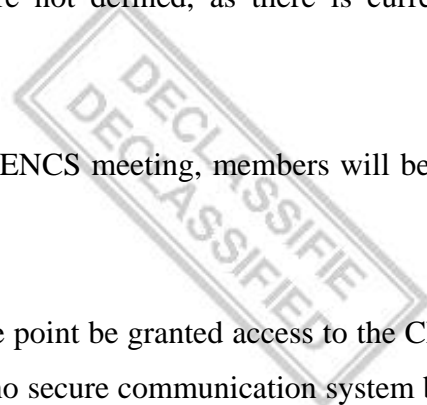 re not defined, as there is curre
DECLASSIFIE
DECLASSIFIED
ENCS meeting, members will be
e point be granted access to the C
no secure communication system b